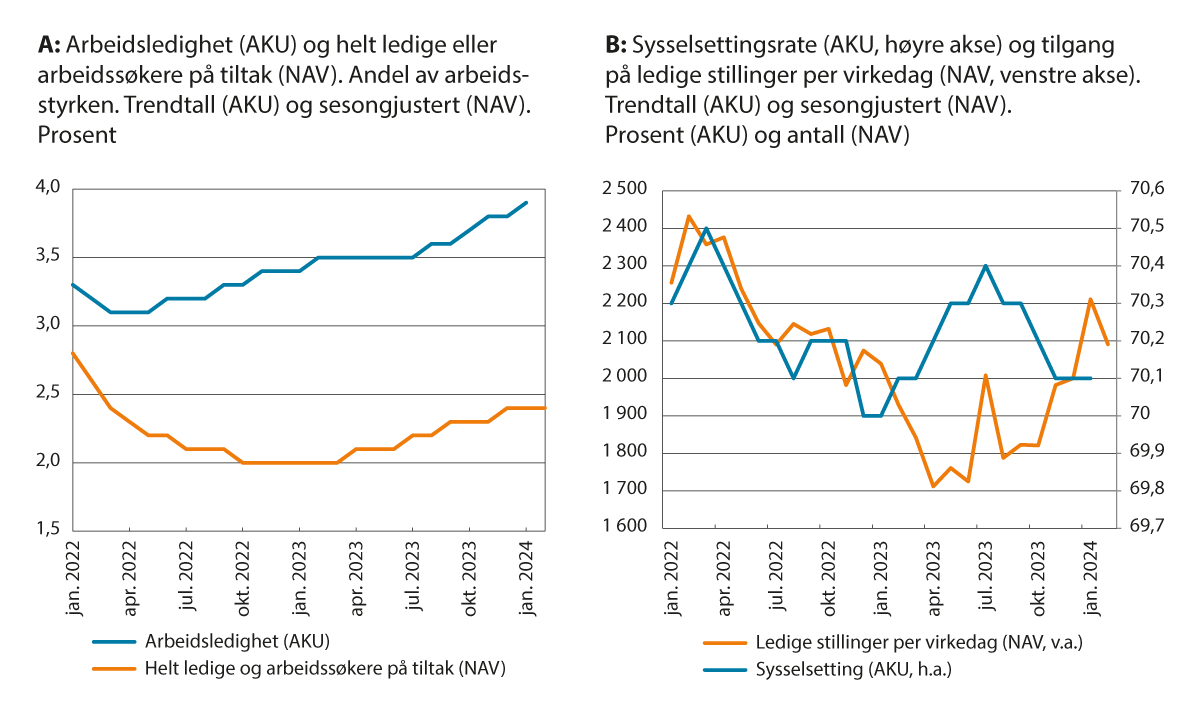 A: Arbeidsledighet (AKU) og helt ledige eller
arbeidssøkere på tiltak (NAV). Andel av arbeids-
styrken. Trendtall (AKU) og sesongjustert (NAV).
Prosent
4,0
3,5
3,0
2,5
2,0
1,5
jan. 2022
apr. 2022
jul. 2022
okt. 2022
jan. 2023
apr. 2023
jul. 2023
okt. 2023
jan. 2024
Arbeidsledighet (AKU)
Helt ledige og arbeidssøkere på tiltak (NAV)
B: Sysselsettingsrate (AKU, høyre akse) og tilgang
på ledige stillinger per virkedag (NAV, venstre akse).
Trendtall (AKU) og sesongjustert (NAV).
Prosent (AKU) og antall (NAV)
2 500
2 400
2 300
2 200
2 100
2 000
1 900
1 800
1 700
1 600
70,6
70,5
70,4
70,3
70,2
70,1
70
69,9
69,8
69,7
jan. 2022
apr. 2022
jul. 2022
okt. 2022
jan. 2023
apr. 2023
jul. 2023
okt. 2023
jan. 2024
Ledige stillinger per virkedag (NAV, v.a.)
Sysselsetting (AKU, h.a.)